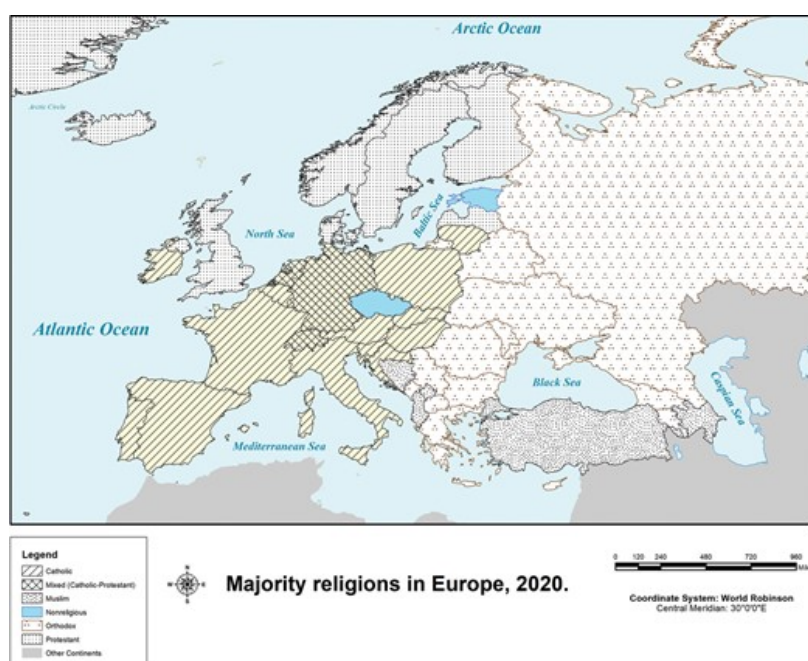 Arctic Ocean
Arctic Circle
North Sea
Baltic Sea
Atlantic Ocean
Black Sea
Caspian Sea
Mediterranean Sea
Legend
Catholic
Mixed (Catholic-Protestant)
Muslim
Nonreligious
Orthodox
Protestant
Other Continents
N
W E
S
Majority religions in Europe, 2020.
0 120 240 480 720 960
Coordinate System: World Robinson
Central Meridian: 30°0'0"E